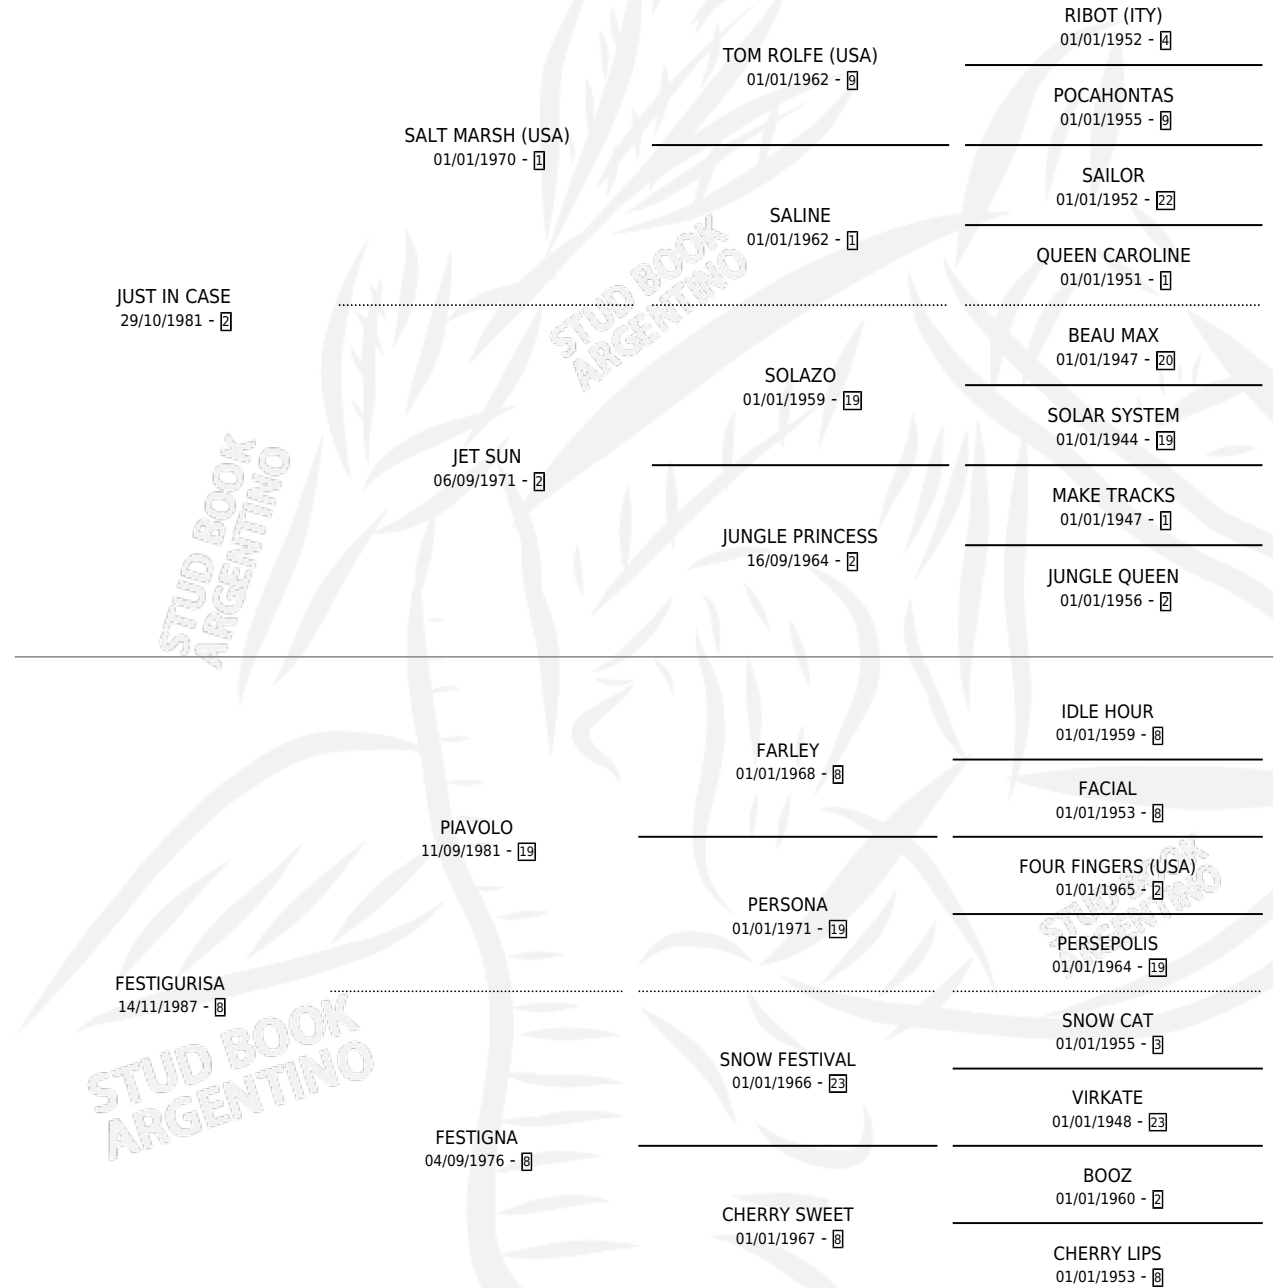 RIBOT (ITY)
01/01/1952 - 4
TOM ROLFE (USA)
01/01/1962 - 9
POCAHONTAS
01/01/1955 - 9
SALT MARSH (USA)
01/01/1970 - 1
SAILOR
01/01/1952 - 22
SALINE
01/01/1962 - 1
QUEEN CAROLINE
01/01/1951 - 1
JUST IN CASE
29/10/1981 - 2
BEAU MAX
01/01/1947 - 20
SOLAZO
01/01/1959 - 19
SOLAR SYSTEM
01/01/1944 - 19
JET SUN
06/09/1971 - 2
MAKE TRACKS
01/01/1947 - 1
JUNGLE PRINCESS
16/09/1964 - 2
JUNGLE QUEEN
01/01/1956 - 2
STUD BOOK
ARGENTINO
STUD BOOK
ARGENTINO
IDLE HOUR
01/01/1959 - 8
FARLEY
01/01/1968 - 8
FACIAL
01/01/1953 - 8
PIAVOLO
11/09/1981 - 19
FOUR FINGERS (USA)
01/01/1965 - 2
PERSONA
01/01/1971 - 19
PERSEPOLIS
01/01/1964 - 19
FESTIGURISA
14/11/1987 - 8
SNOW CAT
01/01/1955 - 3
SNOW FESTIVAL
01/01/1966 - 23
VIRKATE
01/01/1948 - 23
FESTIGNA
04/09/1976 - 8
BOOZ
01/01/1960 - 2
CHERRY SWEET
01/01/1967 - 8
CHERRY LIPS
01/01/1953 - 8
STUD BOOK
ARGENTINO
STUD BOOK
ARGENTINO